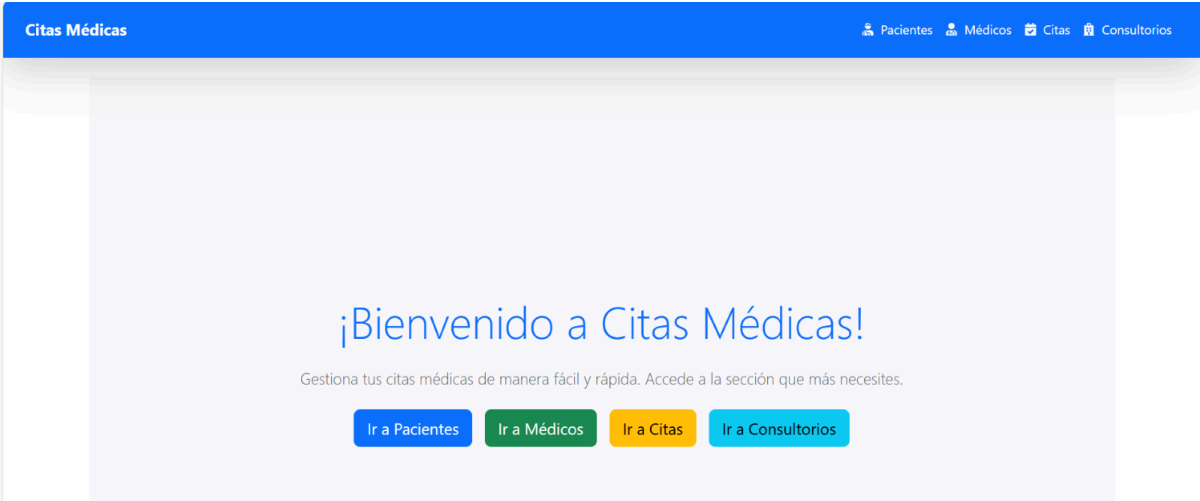 Citas Médicas
Pacientes Médicos Citas Consultorios
¡Bienvenido a Citas Médicas!
Gestiona tus citas médicas de manera fácil y rápida. Accede a la sección que más necesites.
Ir a Pacientes Ir a Médicos Ir a Citas Ir a Consultorios